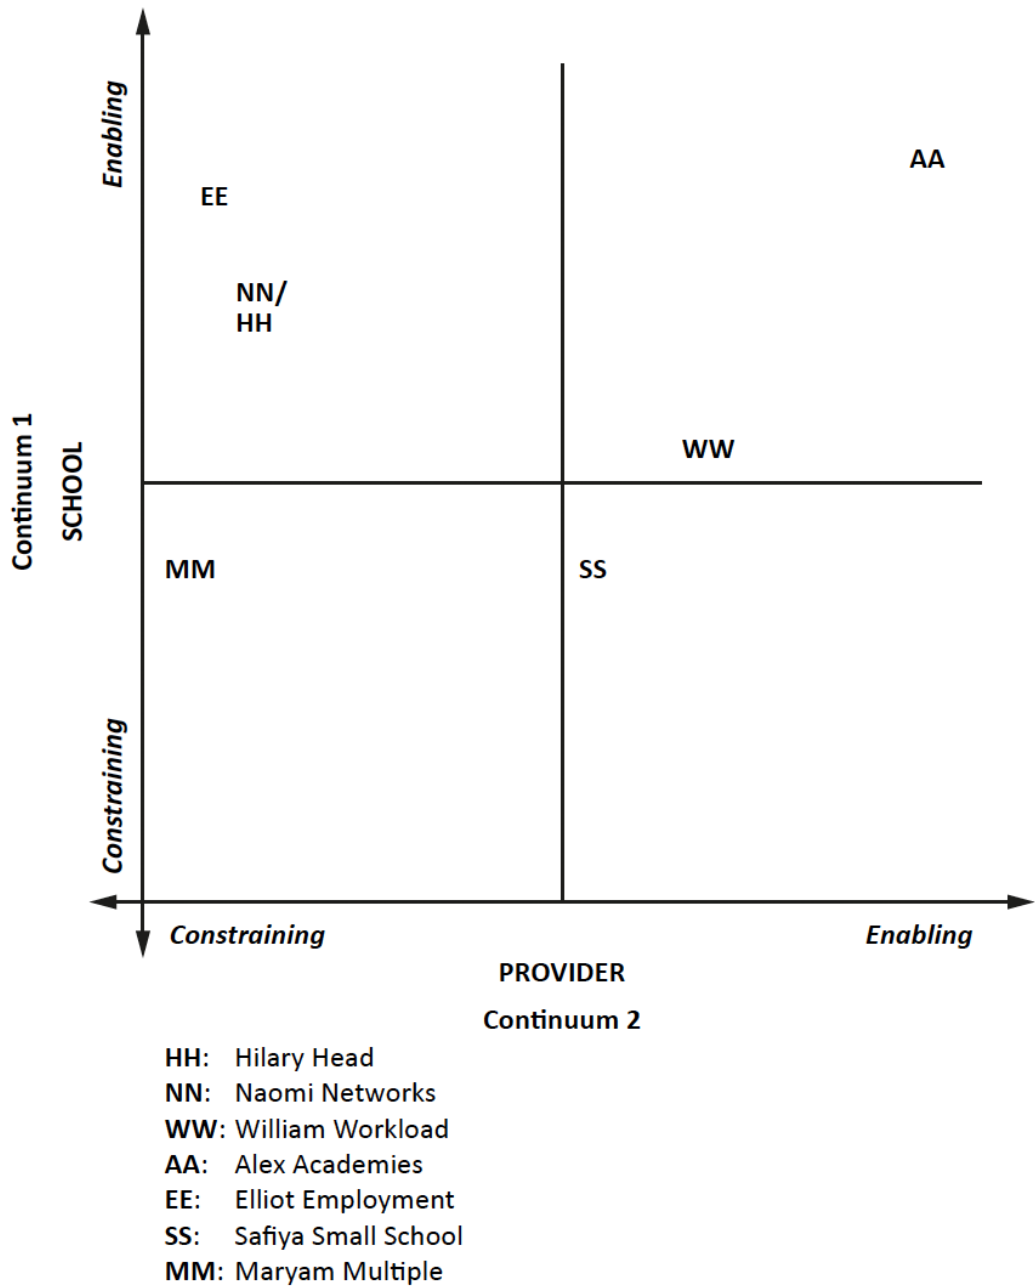 Enabling
AA
EE
NN/
HH
Continuum 1
SCHOOL
WW
MM
SS
Constraining
Constraining
Enabling
PROVIDER
Continuum 2
HH: Hilary Head
NN: Naomi Networks
WW: William Workload
AA: Alex Academies
EE: Elliot Employment
SS: Safiya Small School
MM: Maryam Multiple